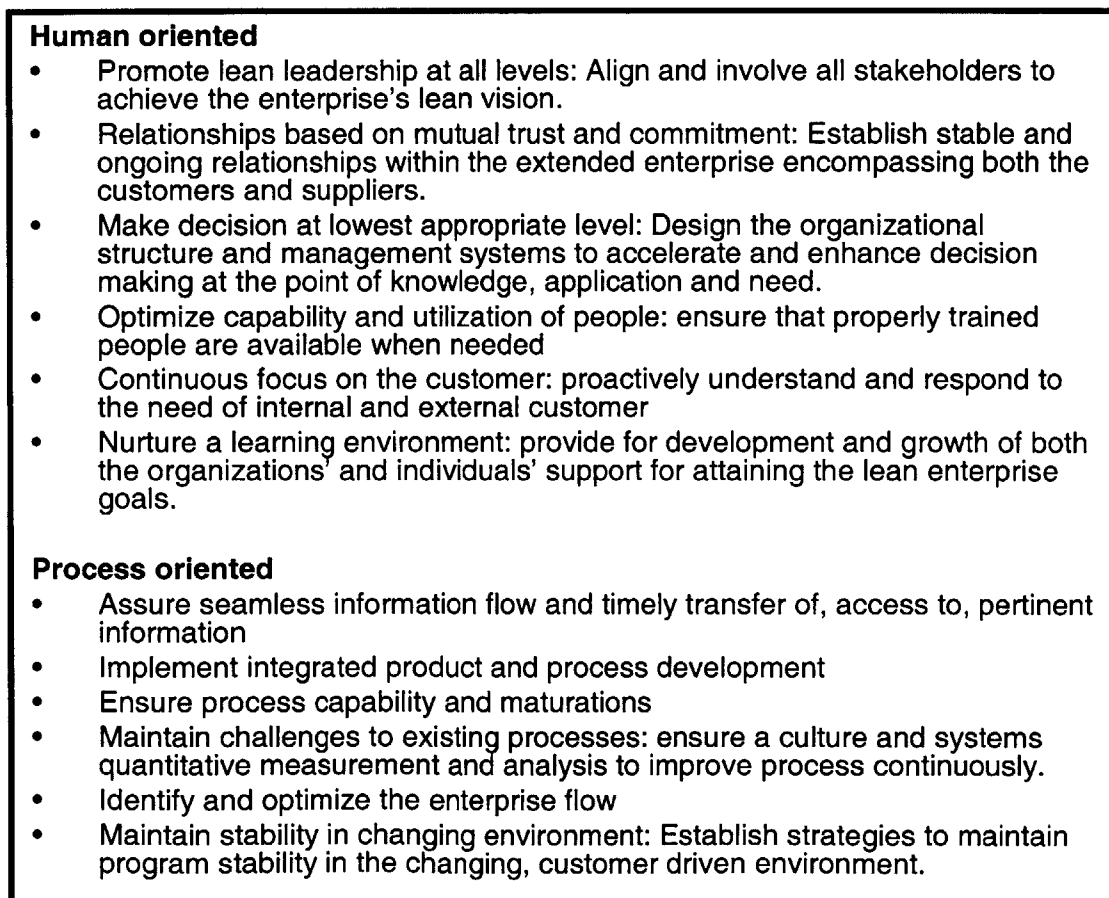 Human oriented
• Promote lean leadership at all levels: Align and involve all stakeholders to
achieve the enterprise's lean vision.
• Relationships based on mutual trust and commitment: Establish stable and
ongoing relationships within the extended enterprise encompassing both the
customers and suppliers.
• Make decision at lowest appropriate level: Design the organizational
structure and management systems to accelerate and enhance decision
making at the point of knowledge, application and need.
• Optimize capability and utilization of people: ensure that properly trained
people are available when needed
• Continuous focus on the customer: proactively understand and respond to
the need of internal and external customer
• Nurture a learning environment: provide for development and growth of both
the organizations' and individuals' support for attaining the lean enterprise
goals.
Process oriented
• Assure seamless information flow and timely transfer of, access to, pertinent
information
• Implement integrated product and process development
• Ensure process capability and maturations
• Maintain challenges to existing processes: ensure a culture and systems
quantitative measurement and analysis to improve process continuously.
• Identify and optimize the enterprise flow
• Maintain stability in changing environment: Establish strategies to maintain
program stability in the changing, customer driven environment.